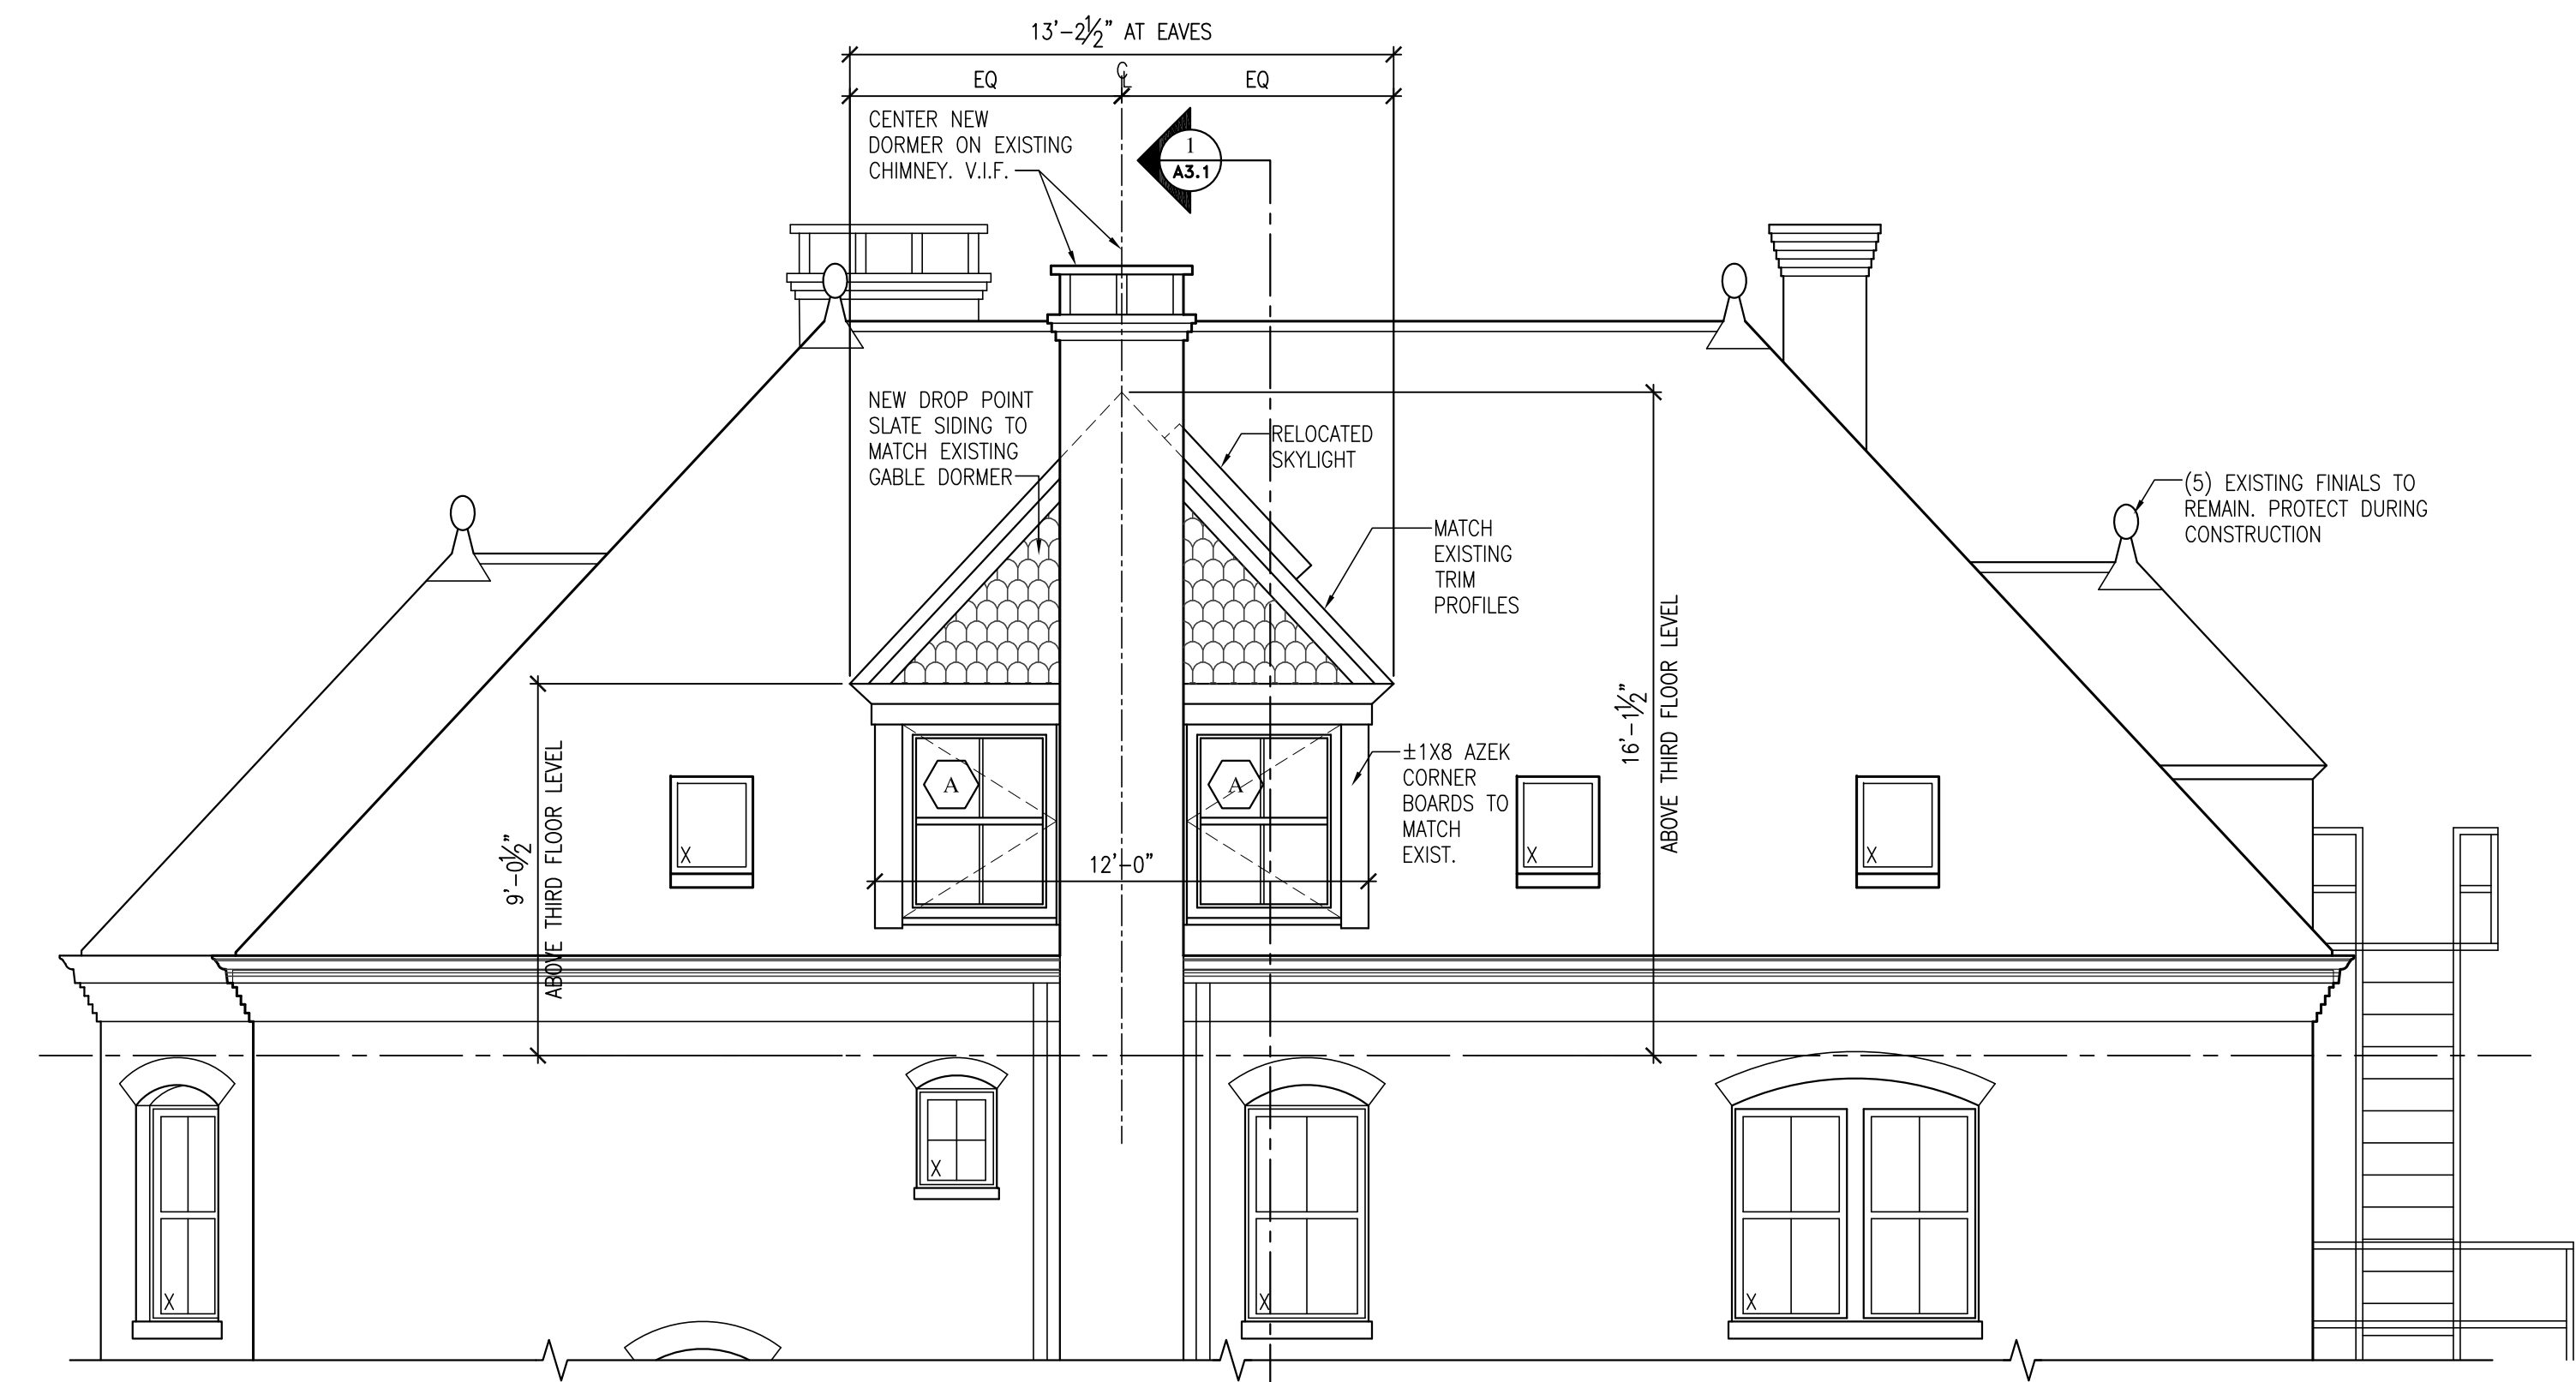 13'-2½" AT EAVES
EQ
℄
EQ
CENTER NEW
DORMER ON EXISTING
CHIMNEY. V.I.F.
1
A3.1
NEW DROP POINT
SLATE SIDING TO
MATCH EXISTING
GABLE DORMER
RELOCATED
SKYLIGHT
(5) EXISTING FINIALS TO
REMAIN. PROTECT DURING
CONSTRUCTION
MATCH
EXISTING
TRIM
PROFILES
16'-1½"
ABOVE THIRD FLOOR LEVEL
9'-0½"
ABOVE THIRD FLOOR LEVEL
A
A
±1X8 AZEK
CORNER
BOARDS TO
MATCH
EXIST.
X
X
X
12'-0"
X
X
X
X